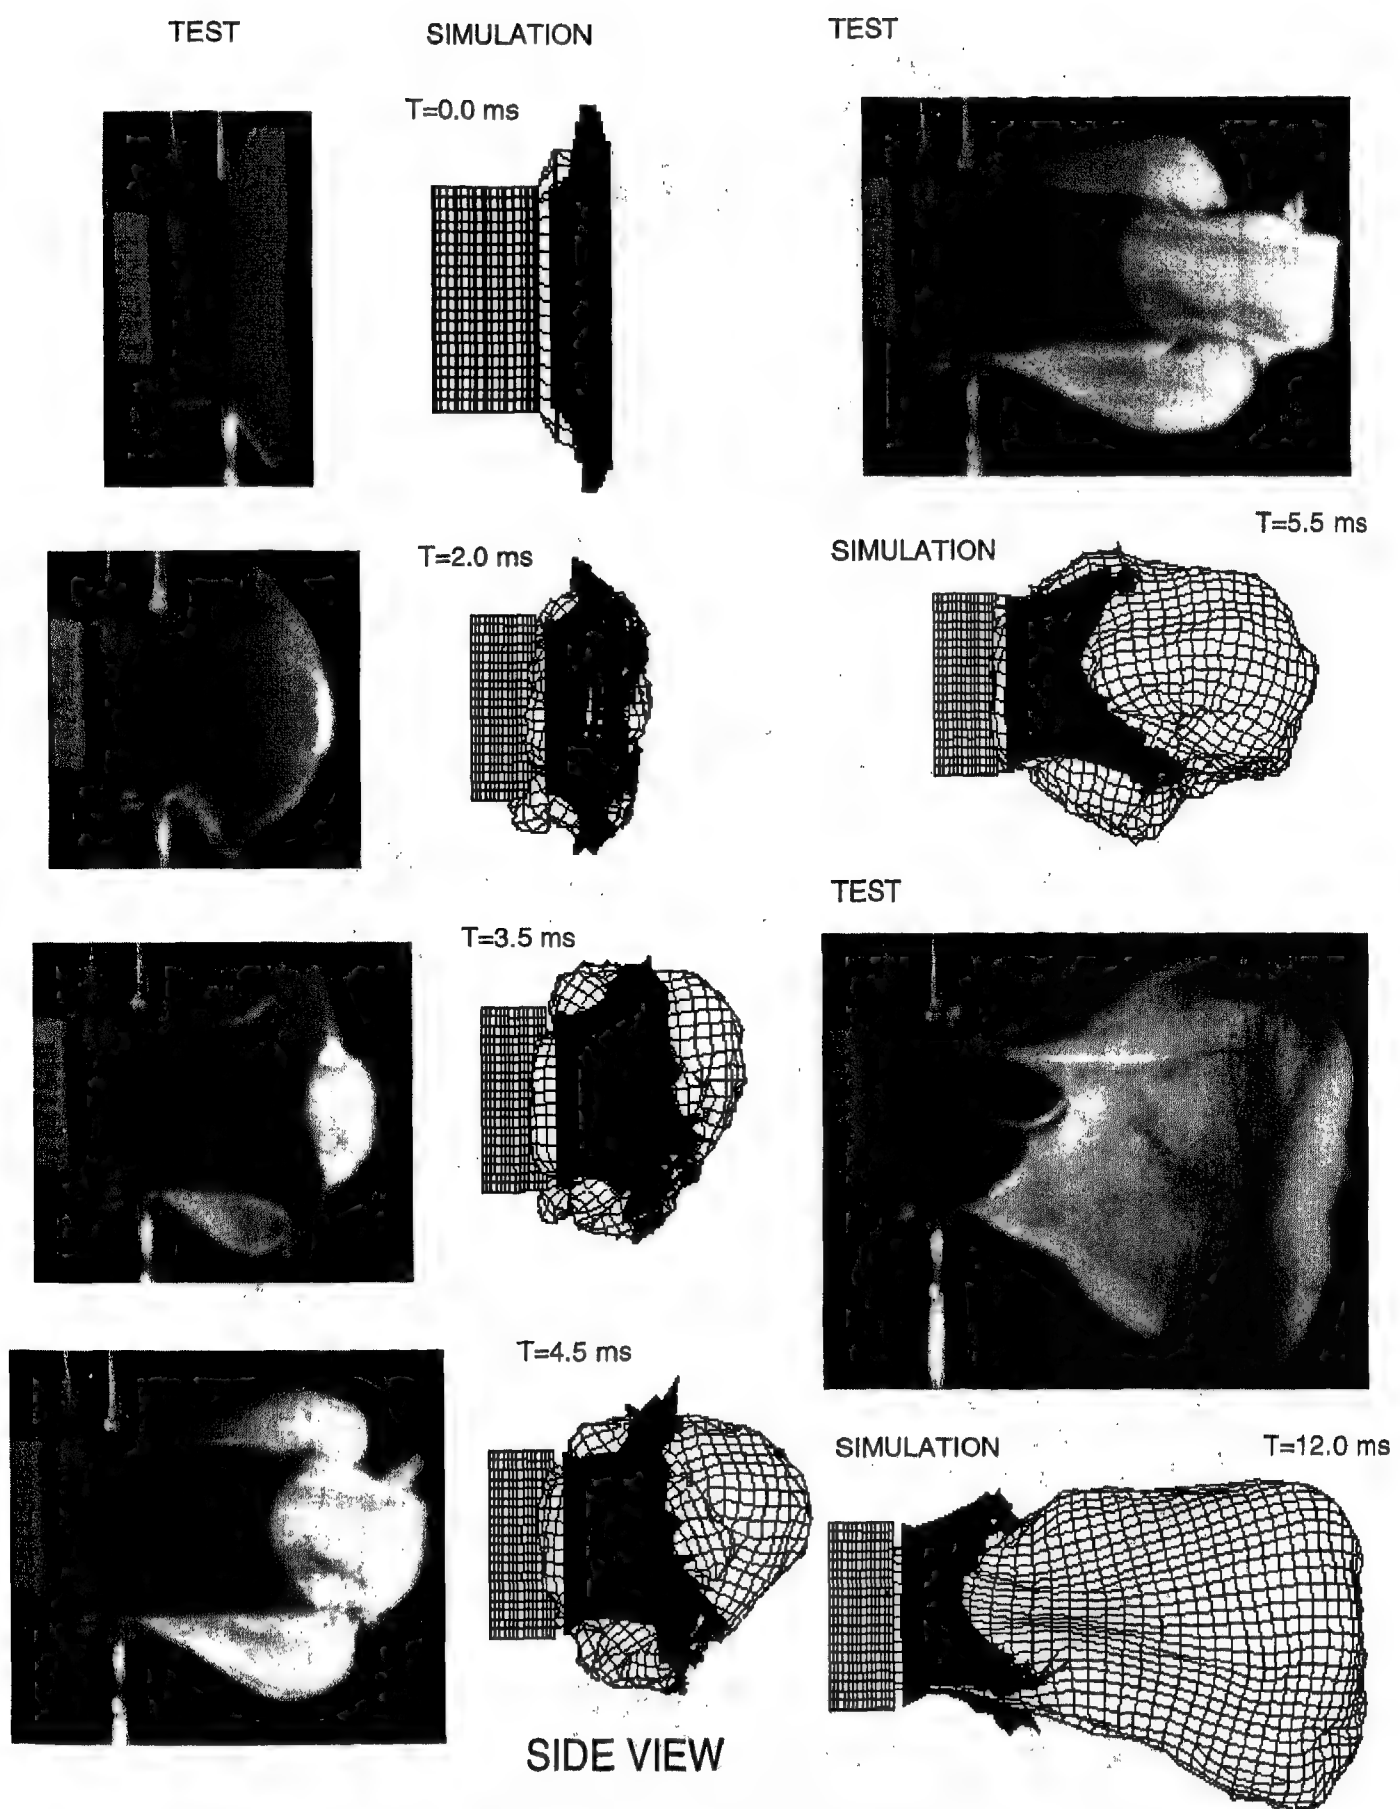 TEST
SIMULATION
T=0.0 ms
T=2.0 ms
T=3.5 ms
T=4.5 ms
SIDE VIEW
TEST
T=5.5 ms
SIMULATION
TEST
SIMULATION
T=12.0 ms